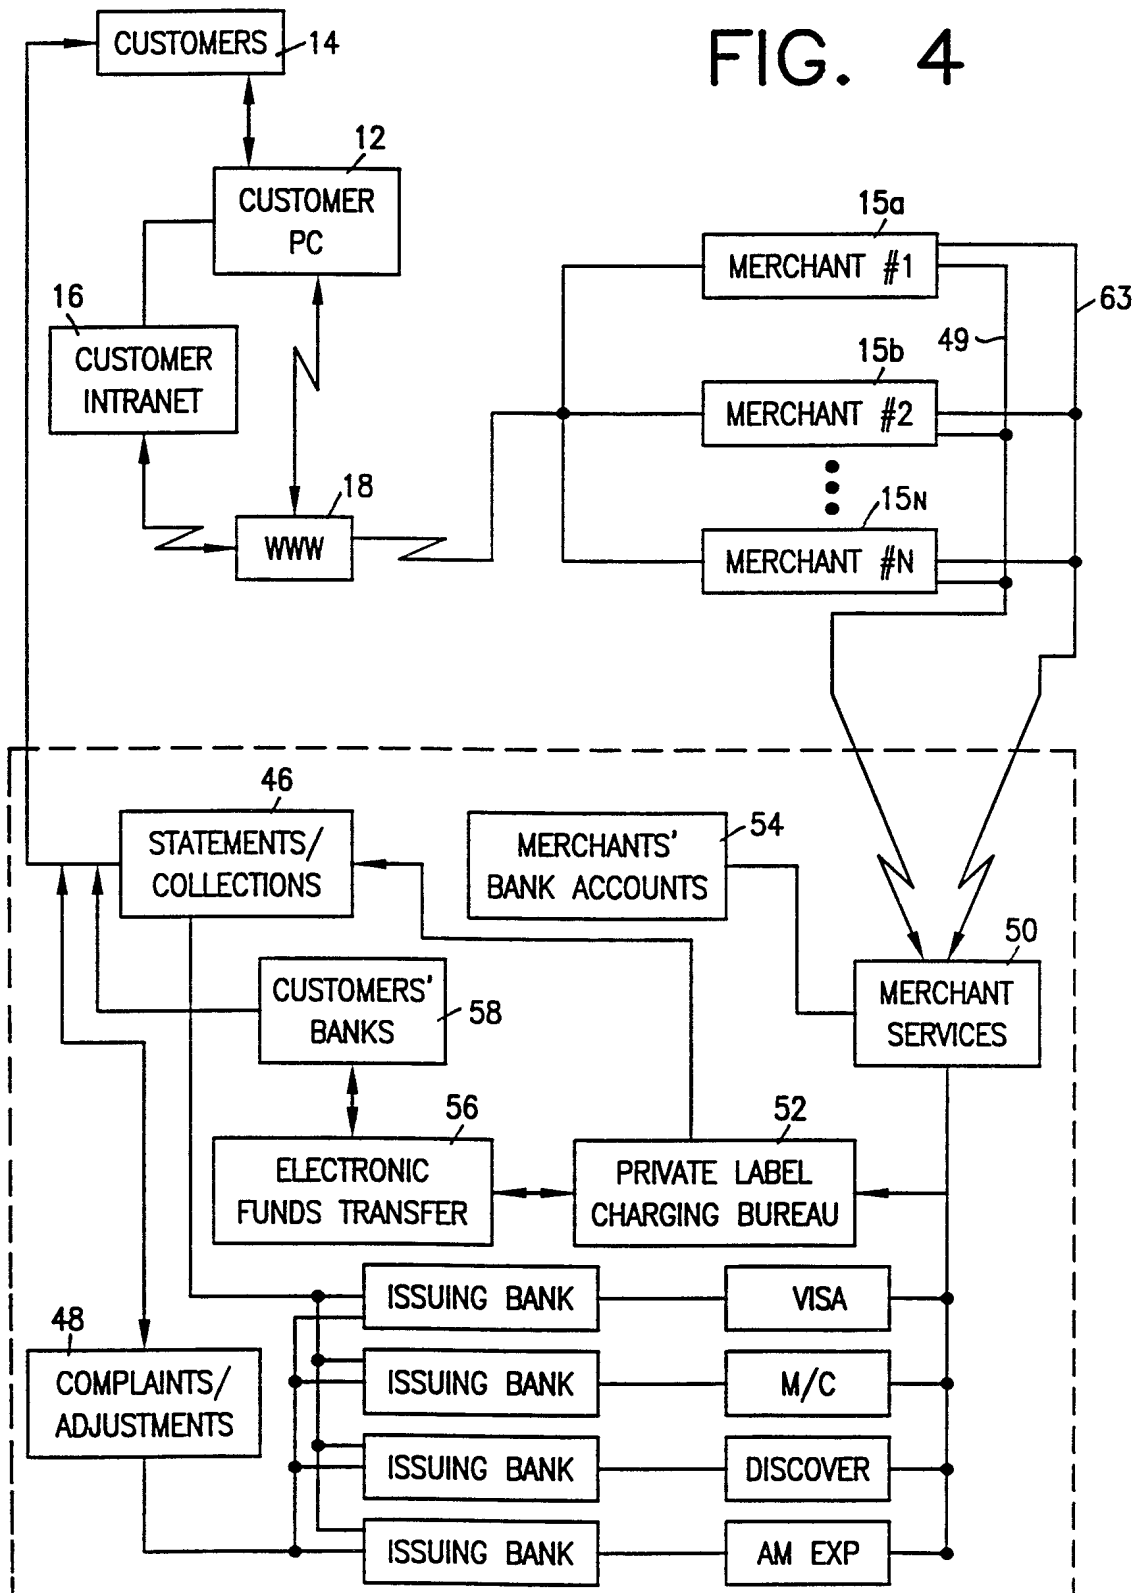 FIG. 4
CUSTOMERS
14
12
CUSTOMER
PC
16
CUSTOMER
INTRANET
18
WWW
15a
MERCHANT #1
63
49
15b
MERCHANT #2
15N
MERCHANT #N
46
STATEMENTS/
COLLECTIONS
MERCHANTS'
BANK ACCOUNTS
54
50
MERCHANT
SERVICES
CUSTOMERS'
BANKS
58
56
ELECTRONIC
FUNDS TRANSFER
52
PRIVATE LABEL
CHARGING BUREAU
48
COMPLAINTS/
ADJUSTMENTS
ISSUING BANK
VISA
ISSUING BANK
M/C
ISSUING BANK
DISCOVER
ISSUING BANK
AM EXP